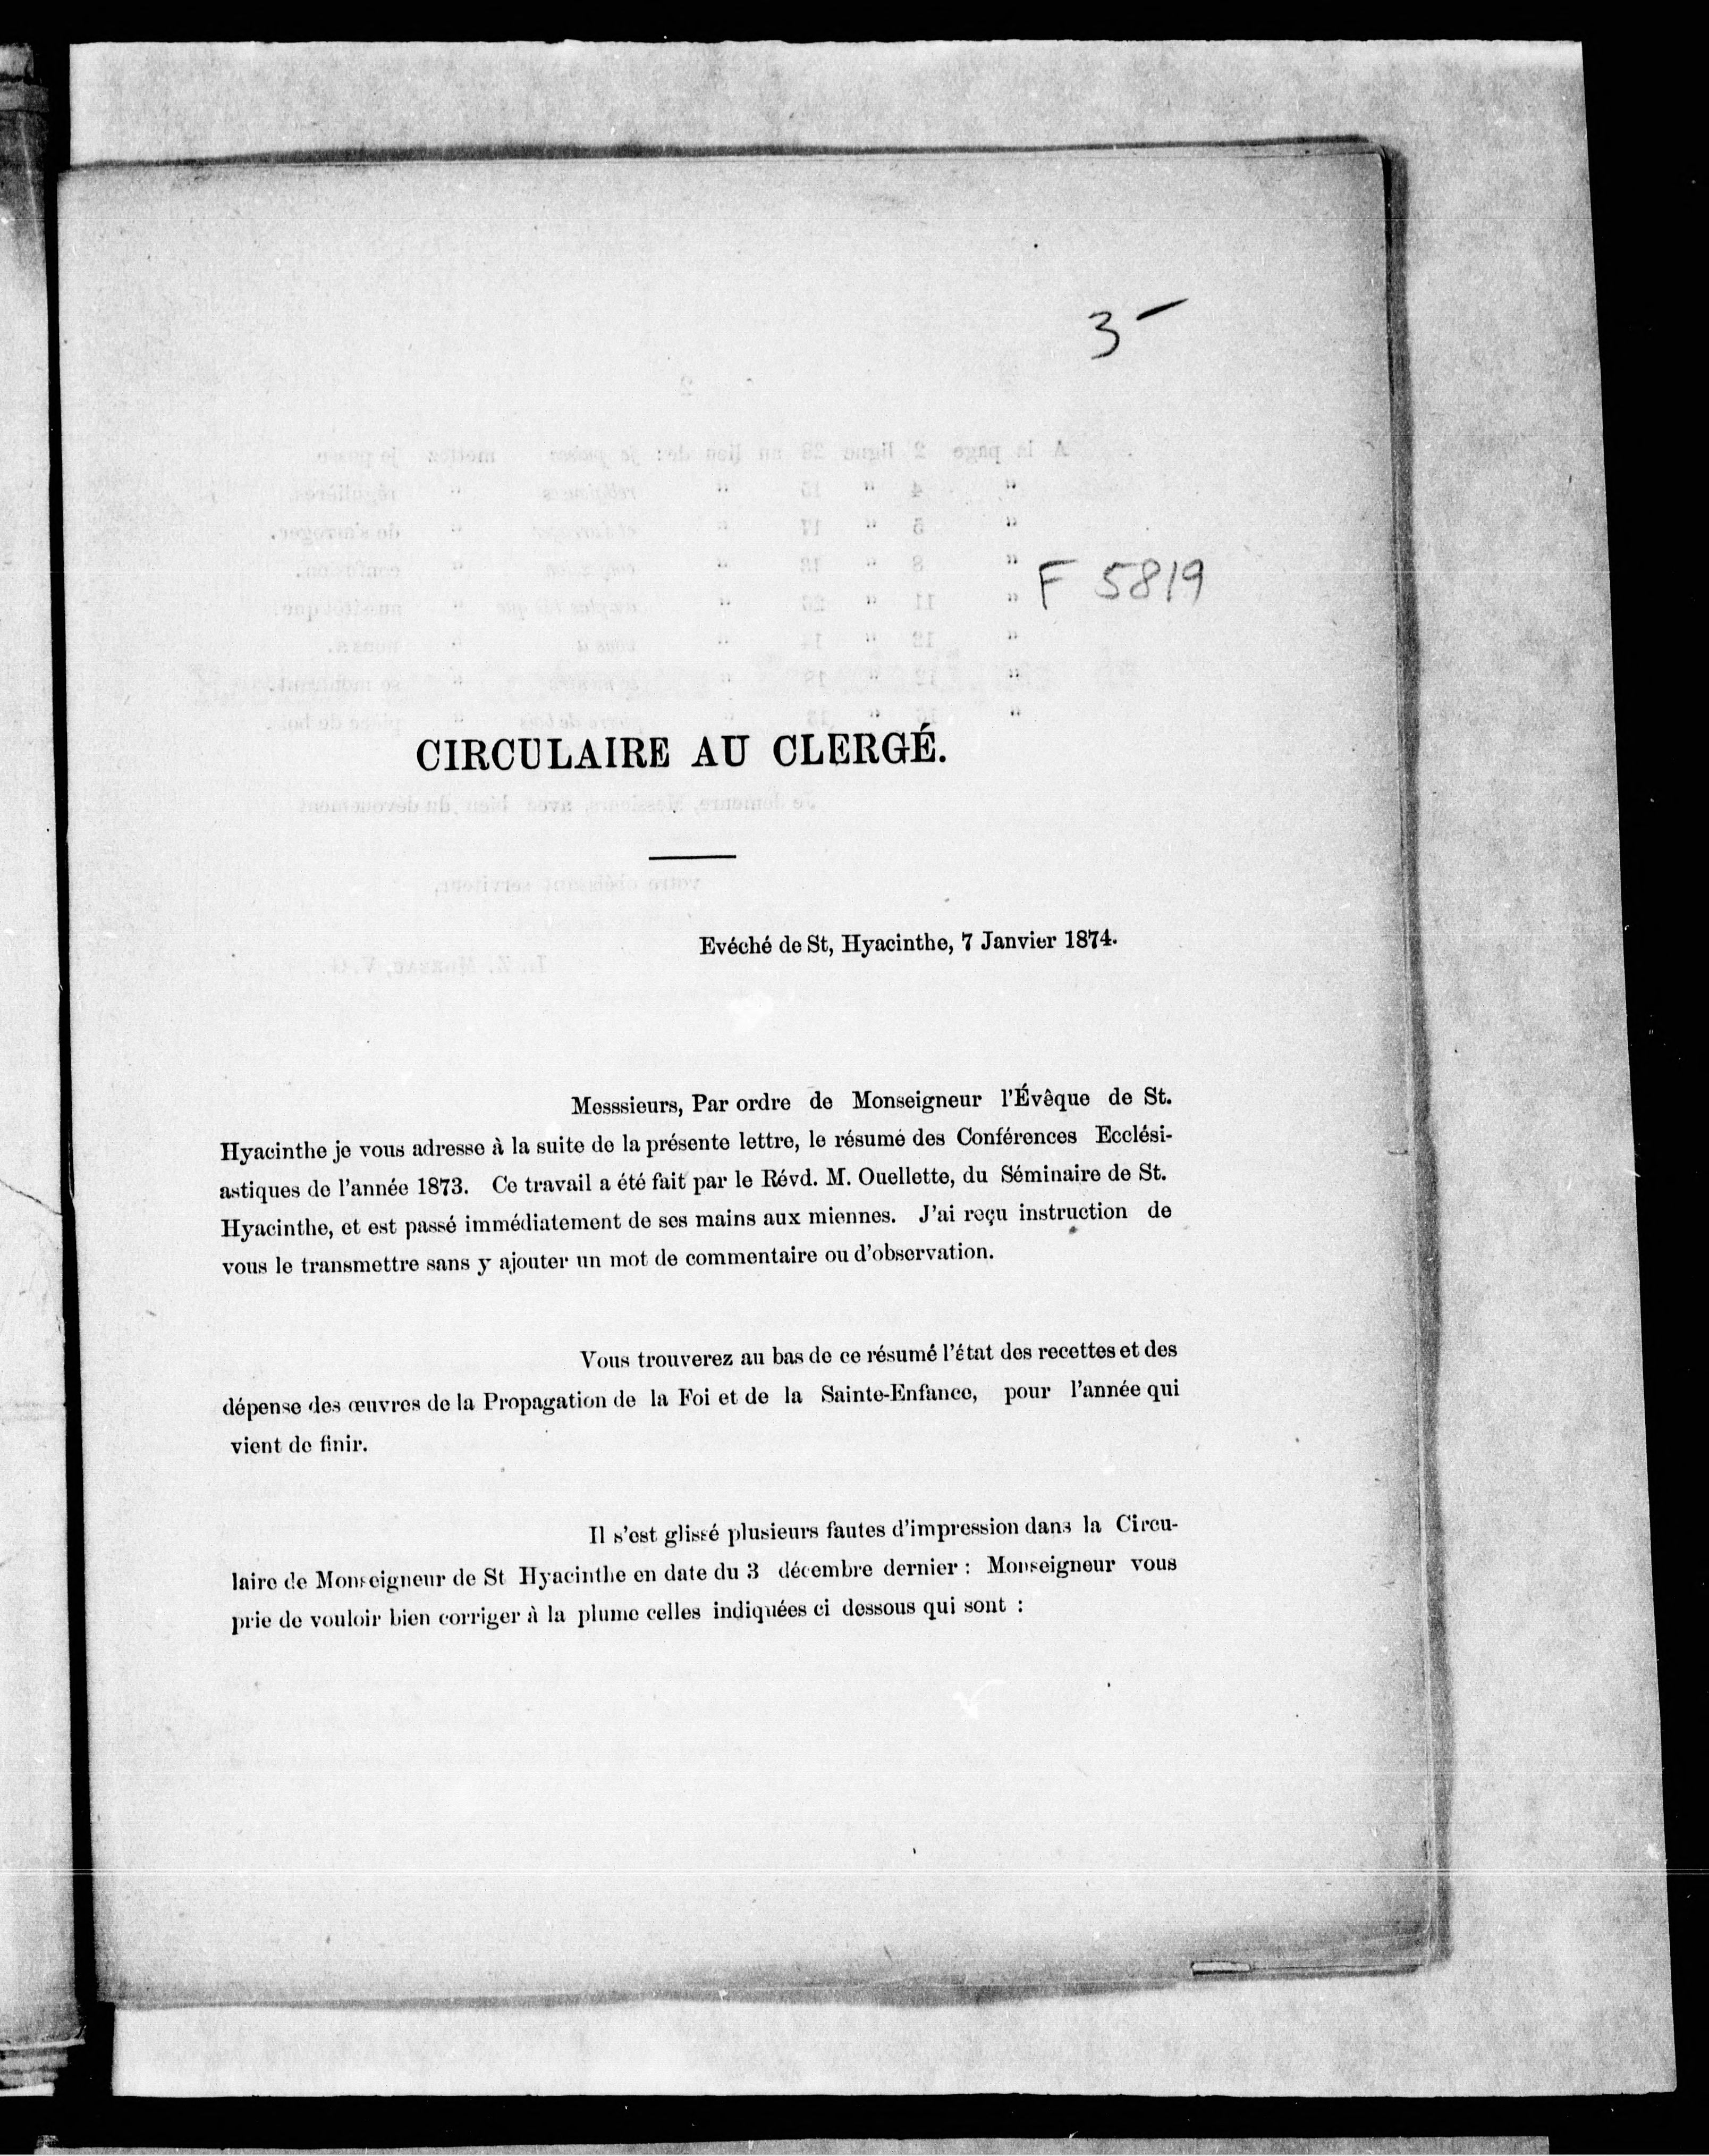 3 -
F 5819
CIRCULAIRE AU CLERGÉ.
Evéché de St, Hyacinthe, 7 Janvier 1874.
Messsieurs, Par ordre de Monseigneur l'Évêque de St.
Hyacinthe je vous adresse à la suite de la présente lettre, le résumé des Conférences Ecclési-
astiques de l'année 1873. Ce travail a été fait par le Révd. M. Ouellette, du Séminaire de St.
Hyacinthe, et est passé immédiatement de ses mains aux miennes. J'ai reçu instruction de
vous le transmettre sans y ajouter un mot de commentaire ou d'observation.
Vous trouverez au bas de ce résumé l'état des recettes et des
dépense des œuvres de la Propagation de la Foi et de la Sainte-Enfance, pour l'année qui
vient de finir.
Il s'est glissé plusieurs fautes d'impression dans la Circu-
laire de Monseigneur de St Hyacinthe en date du 3 décembre dernier : Monseigneur vous
prie de vouloir bien corriger à la plume celles indiquées ci dessous qui sont :